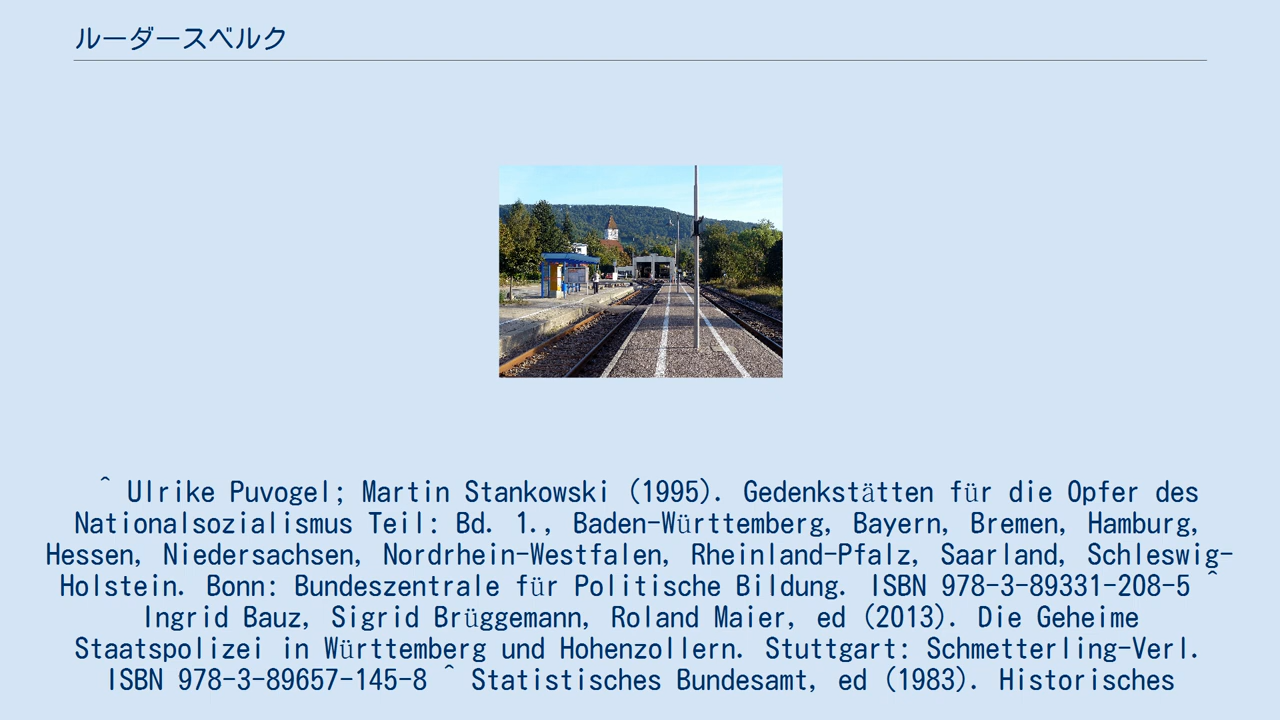 ルーダースベルク
^ Ulrike Puvogel; Martin Stankowski (1995). Gedenkstätten für die Opfer des
Nationalsozialismus Teil: Bd. 1., Baden-Württemberg, Bayern, Bremen, Hamburg,
Hessen, Niedersachsen, Nordrhein-Westfalen, Rheinland-Pfalz, Saarland, Schleswig-
Holstein. Bonn: Bundeszentrale für Politische Bildung. ISBN 978-3-89331-208-5 ^
Ingrid Bauz, Sigrid Brüggemann, Roland Maier, ed (2013). Die Geheime
Staatspolizei in Württemberg und Hohenzollern. Stuttgart: Schmetterling-Verl.
ISBN 978-3-89657-145-8 ^ Statistisches Bundesamt, ed (1983). Historisches